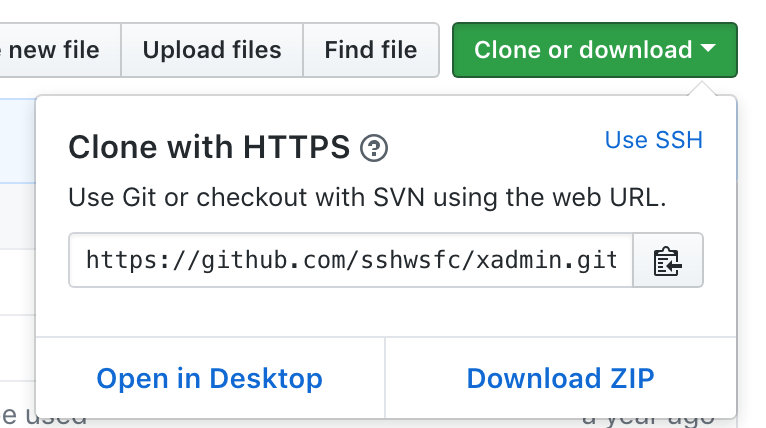 new file
Upload files
Find file
Clone or download
Clone with HTTPS ?
Use SSH
Use Git or checkout with SVN using the web URL.
https://github.com/sshwsfc/xadmin.git
Open in Desktop
Download ZIP
used
a year ago